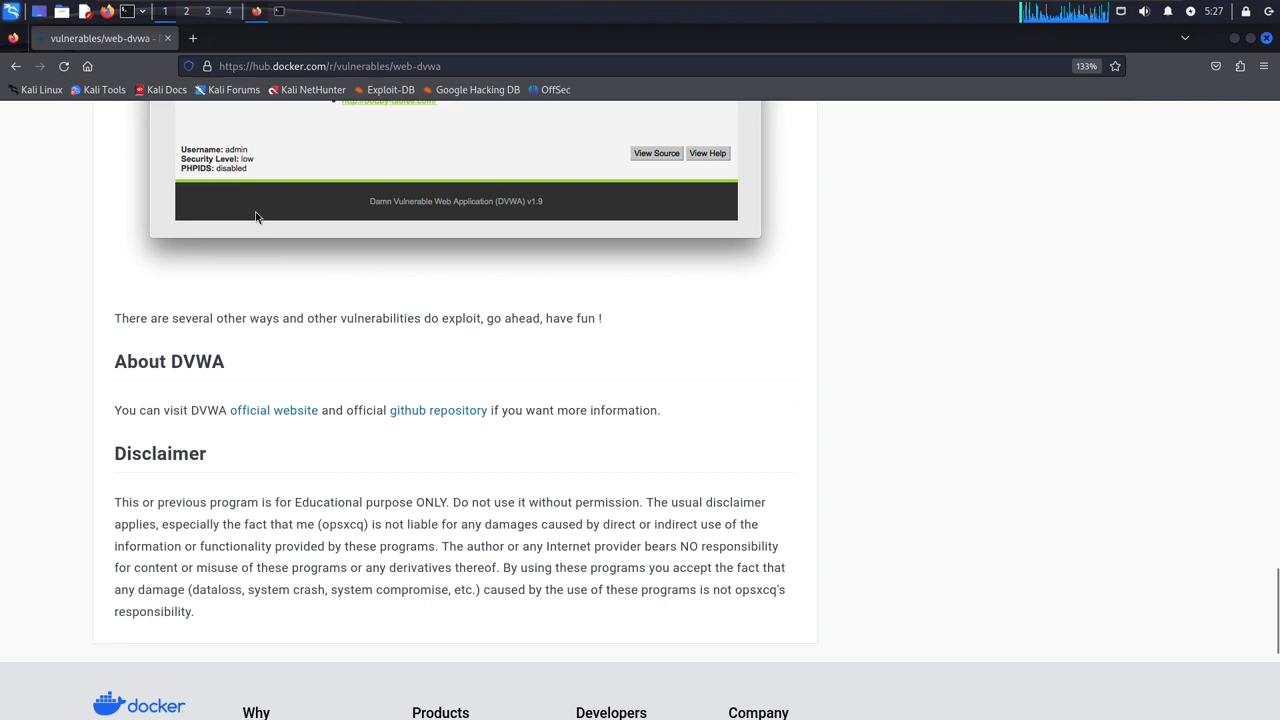 1 2 3 4 5:27
vulnerables/web-dvwa -
https://hub.docker.com/r/vulnerables/web-dvwa 133%
Kali Linux Kali Tools Kali Docs Kali Forums Kali NetHunter Exploit-DB Google Hacking DB OffSec
http://bobby-tables.com/
Username: admin
Security Level: low
PHPIDS: disabled
View Source View Help
Damn Vulnerable Web Application (DVWA) v1.9
There are several other ways and other vulnerabilities do exploit, go ahead, have fun !
About DVWA
You can visit DVWA official website and official github repository if you want more information.
Disclaimer
This or previous program is for Educational purpose ONLY. Do not use it without permission. The usual disclaimer
applies, especially the fact that me (opsxcq) is not liable for any damages caused by direct or indirect use of the
information or functionality provided by these programs. The author or any Internet provider bears NO responsibility
for content or misuse of these programs or any derivatives thereof. By using these programs you accept the fact that
any damage (dataloss, system crash, system compromise, etc.) caused by the use of these programs is not opsxcq's
responsibility.
docker
Why Products Developers Company